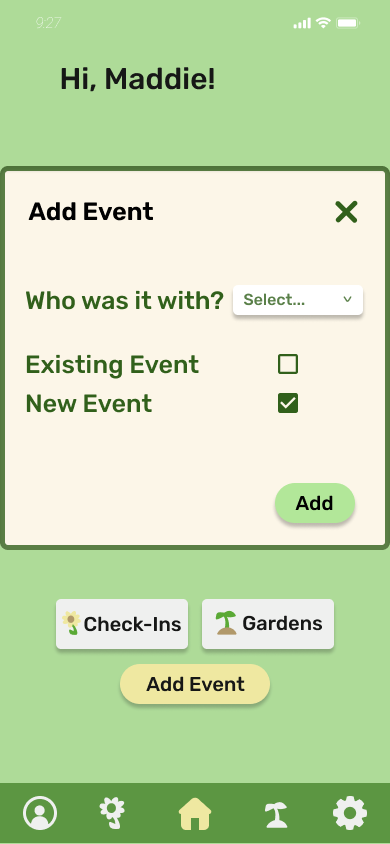 9:27
Hi, Maddie!
Add Event
Who was it with? Select...
Existing Event
New Event
Add
Check-Ins Gardens
Add Event